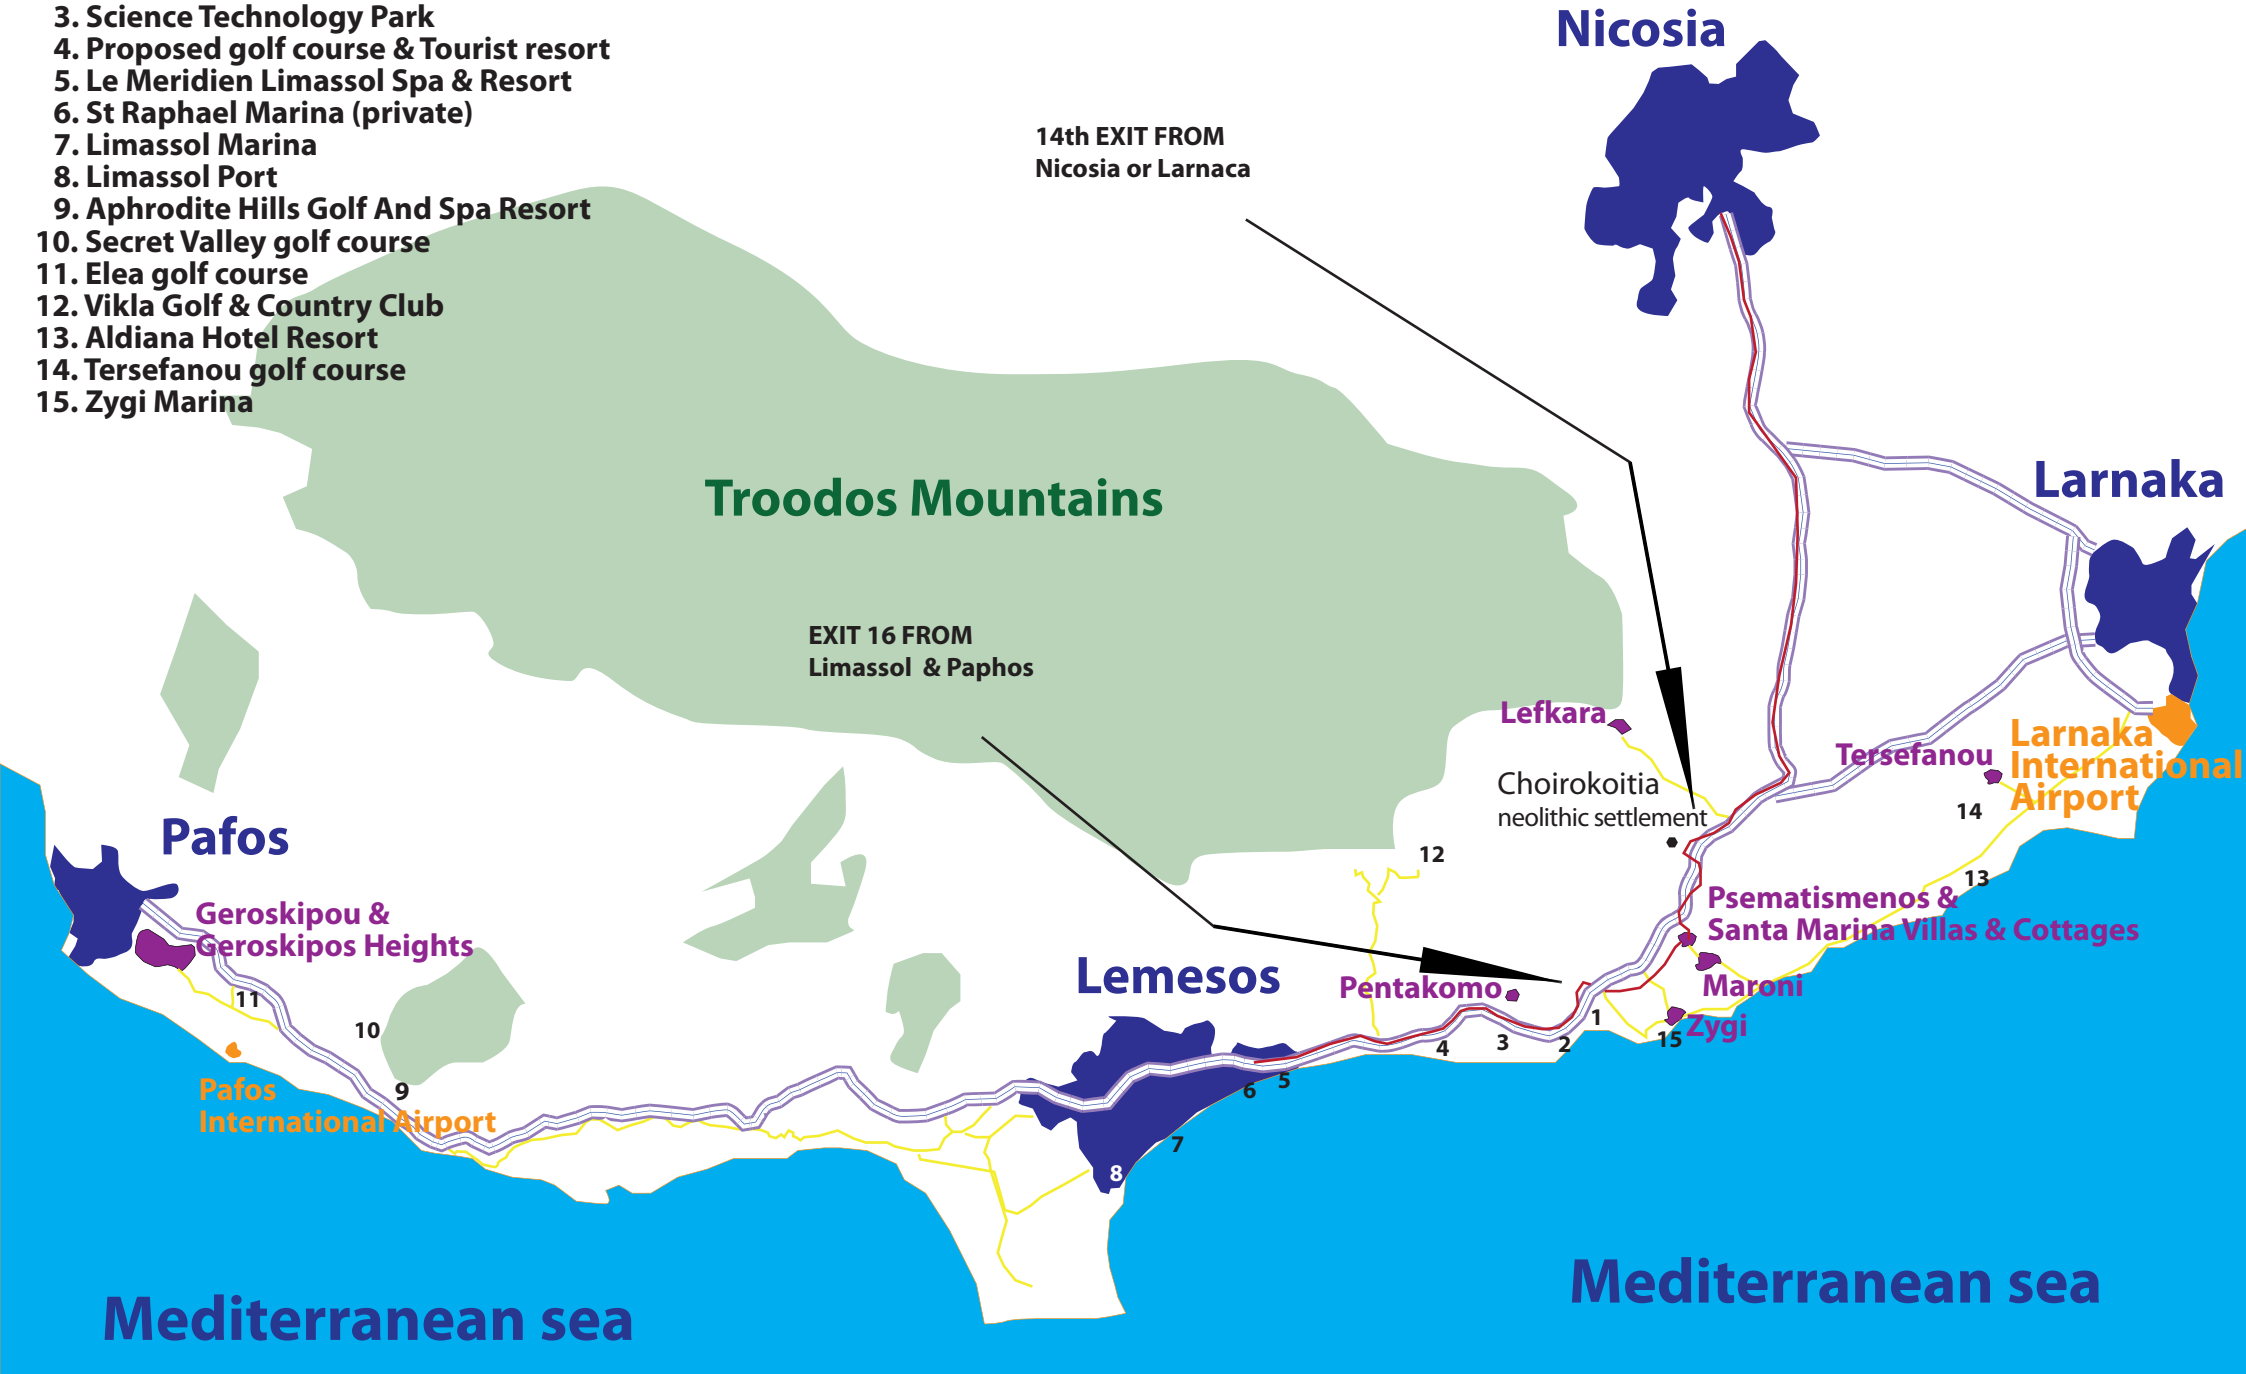 3. Science Technology Park
4. Proposed golf course & Tourist resort
5. Le Meridien Limassol Spa & Resort
6. St Raphael Marina (private)
7. Limassol Marina
8. Limassol Port
9. Aphrodite Hills Golf And Spa Resort
10. Secret Valley golf course
11. Elea golf course
12. Vikla Golf & Country Club
13. Aldiana Hotel Resort
14. Tersefanou golf course
15. Zygi Marina
Nicosia
14th EXIT FROM
Nicosia or Larnaca
Larnaka
Troodos Mountains
EXIT 16 FROM
Limassol & Paphos
Lefkara
Choirokoitia
neolithic settlement
Tersefanou
Larnaka
International
Airport
14
Pafos
12
13
Geroskipou &
Geroskipos Heights
Psematismenos &
Santa Marina Villas & Cottages
Lemesos
Pentakomo
Maroni
Zygi
11
10
9
Pafos
International Airport
1
2
3
4
15
5
6
7
8
Mediterranean sea
Mediterranean sea